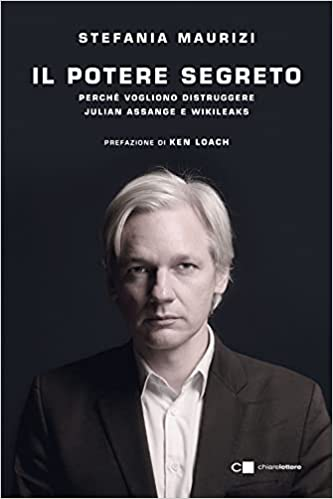 STEFANIA MAURIZI
IL POTERE SEGRETO
PERCHÉ VOGLIONO DISTRUGGERE
JULIAN ASSANGE E WIKILEAKS
PREFAZIONE DI KEN LOACH
chiarelettere